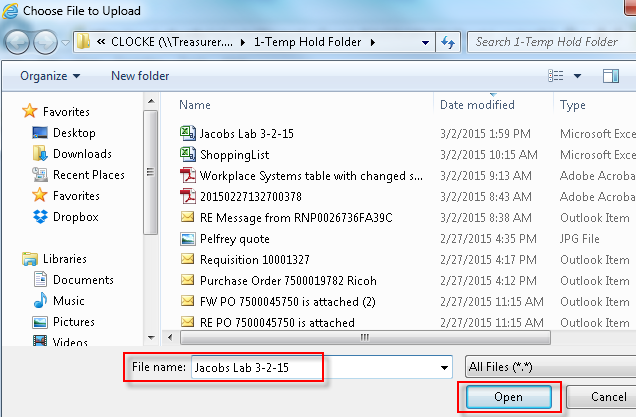 Choose File to Upload
« CLOCKE (\\Treasurer.... ▸ 1-Temp Hold Folder ▸
Search 1-Temp Hold Folder
Organize ▾ New folder
Name Date modified Type
Favorites
Desktop
Downloads
Recent Places
Favorites
Dropbox
Libraries
Documents
Music
Pictures
Videos
Jacobs Lab 3-2-15 3/2/2015 1:59 PM Microsoft Exce
ShoppingList 3/2/2015 10:15 AM Microsoft Exce
Workplace Systems table with changed s... 3/2/2015 9:13 AM Adobe Acroba
20150227132700378 3/2/2015 8:43 AM Adobe Acroba
RE Message from RNP0026736FA39C 3/2/2015 8:38 AM Outlook Item
Pelfrey quote 2/27/2015 4:35 PM JPG File
Requisition 10001327 2/27/2015 4:17 PM Outlook Item
Purchase Order 7500019782 Ricoh 2/27/2015 4:12 PM Outlook Item
FW PO 7500045750 is attached (2) 2/27/2015 11:15 AM Outlook Item
RE PO 7500045750 is attached 2/27/2015 11:15 AM Outlook Item
File name: Jacobs Lab 3-2-15
All Files (*.*)
Open Cancel